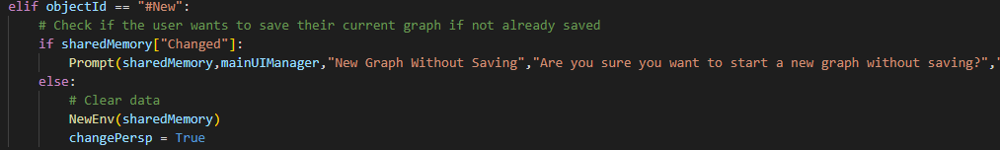 elif objectId == "#New":
# Check if the user wants to save their current graph if not already saved
if sharedMemory["Changed"]:
Prompt(sharedMemory,mainUIManager,"New Graph Without Saving","Are you sure you want to start a new graph without saving?","
else:
# Clear data
NewEnv(sharedMemory)
changePersp = True